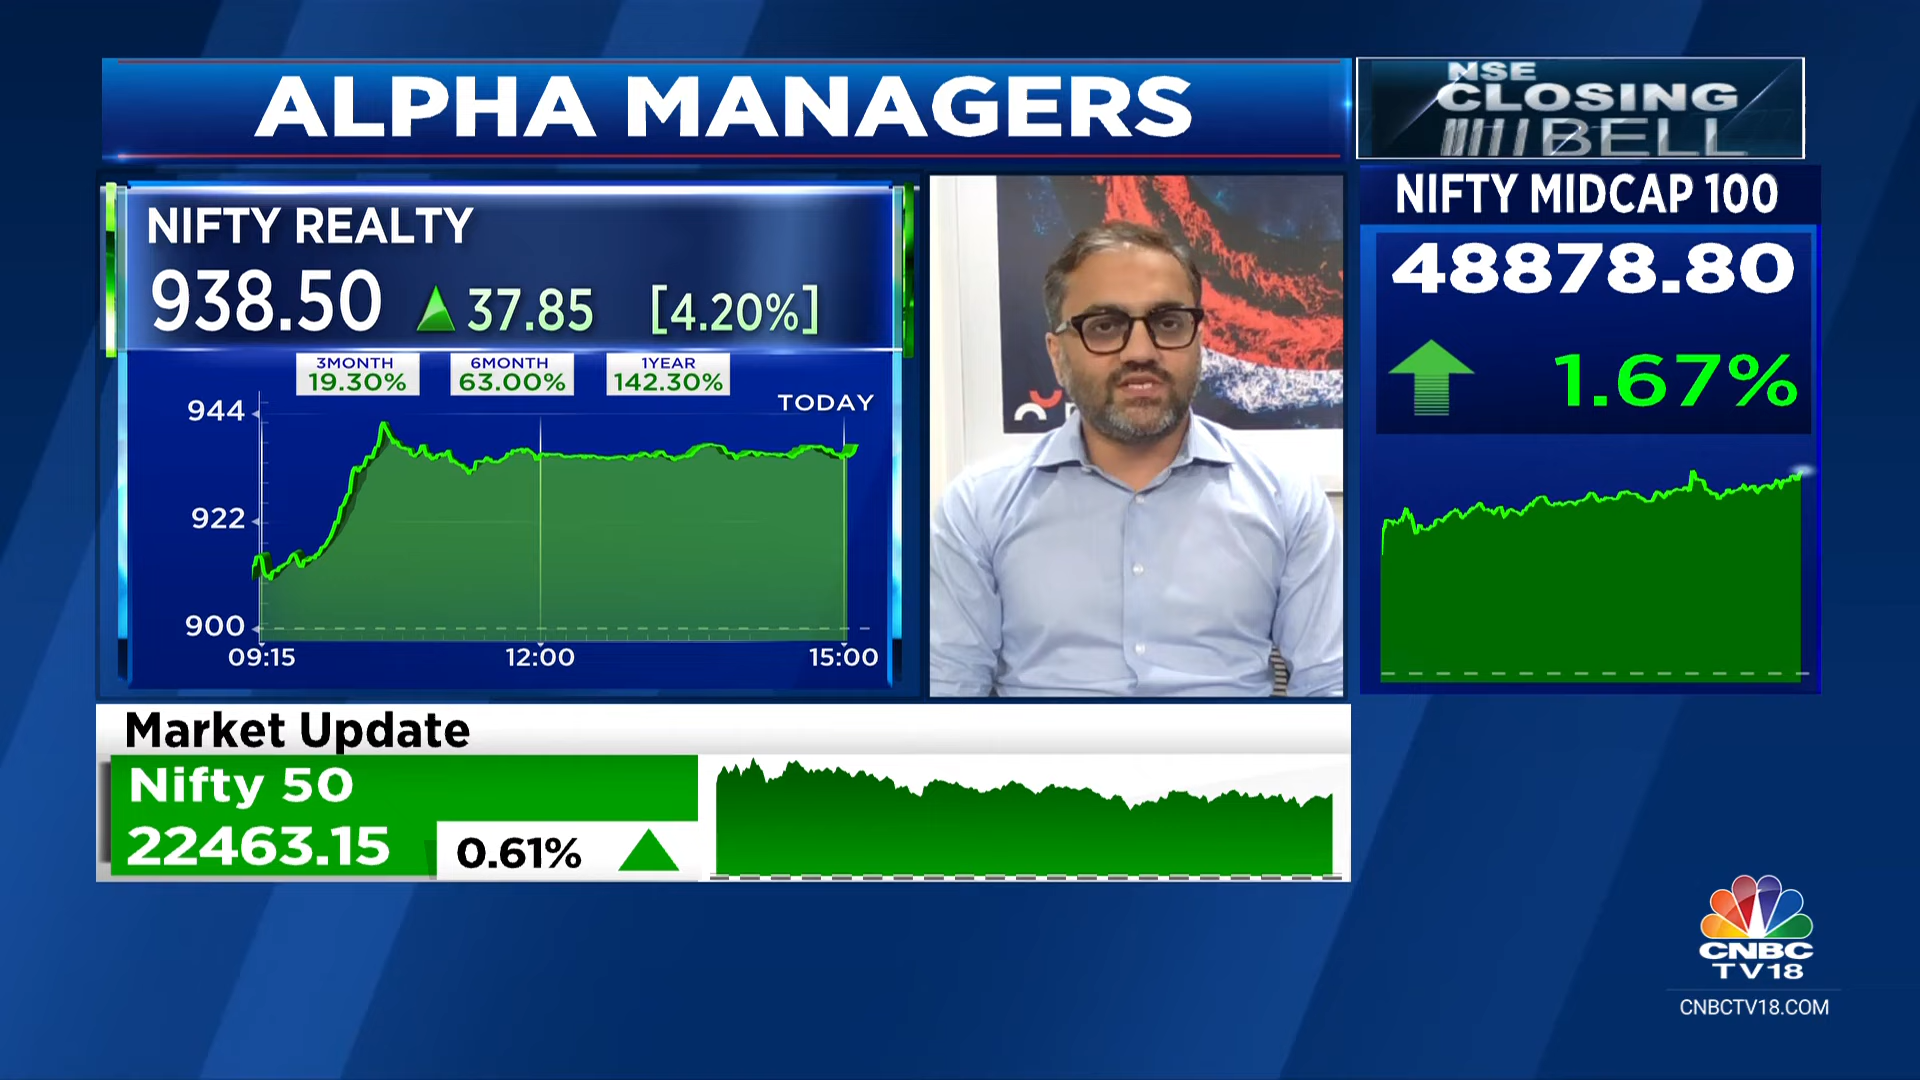 ALPHA MANAGERS
NSE
CLOSING
BELL
NIFTY REALTY
938.50 37.85 [4.20%]
3MONTH
19.30%
6MONTH
63.00%
1YEAR
142.30%
TODAY
944
922
900
09:15 12:00 15:00
NIFTY MIDCAP 100
48878.80
1.67%
Market Update
Nifty 50
22463.15
0.61%
CNBC
TV18
CNBCTV18.COM